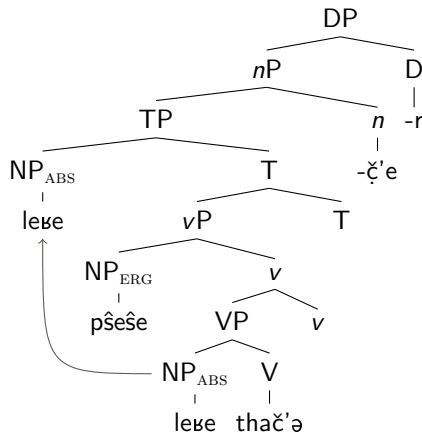 DP
nP D
TP n -r
NP_ABS T -č̣’e
leʁe vP T
NP_ERG v
pŝeŝe VP v
NP_ABS V
leʁe thač’ə